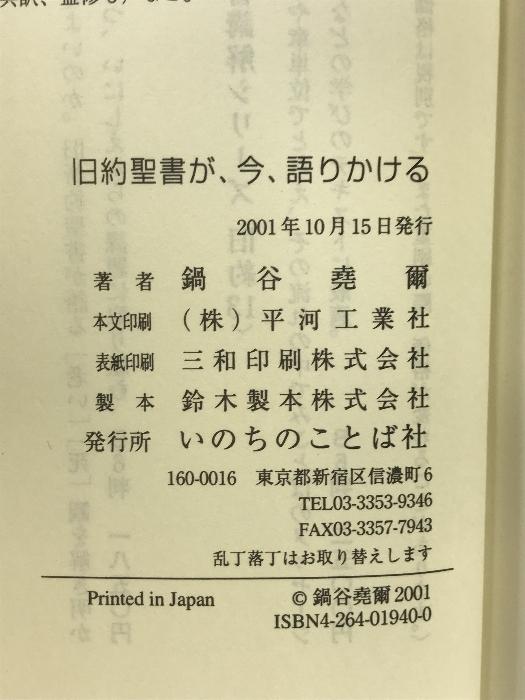 旧約聖書が、今、語りかける
2001年10月15日発行
著者 鍋谷堯爾
本文印刷 (株)平河工業社
表紙印刷 三和印刷株式会社
製本 鈴木製本株式会社
発行所 いのちのことば社
160-0016 東京都新宿区信濃町6
TEL03-3353-9346
FAX03-3357-7943
乱丁落丁はお取り替えします
Printed in Japan © 鍋谷堯爾 2001
ISBN4-264-01940-0